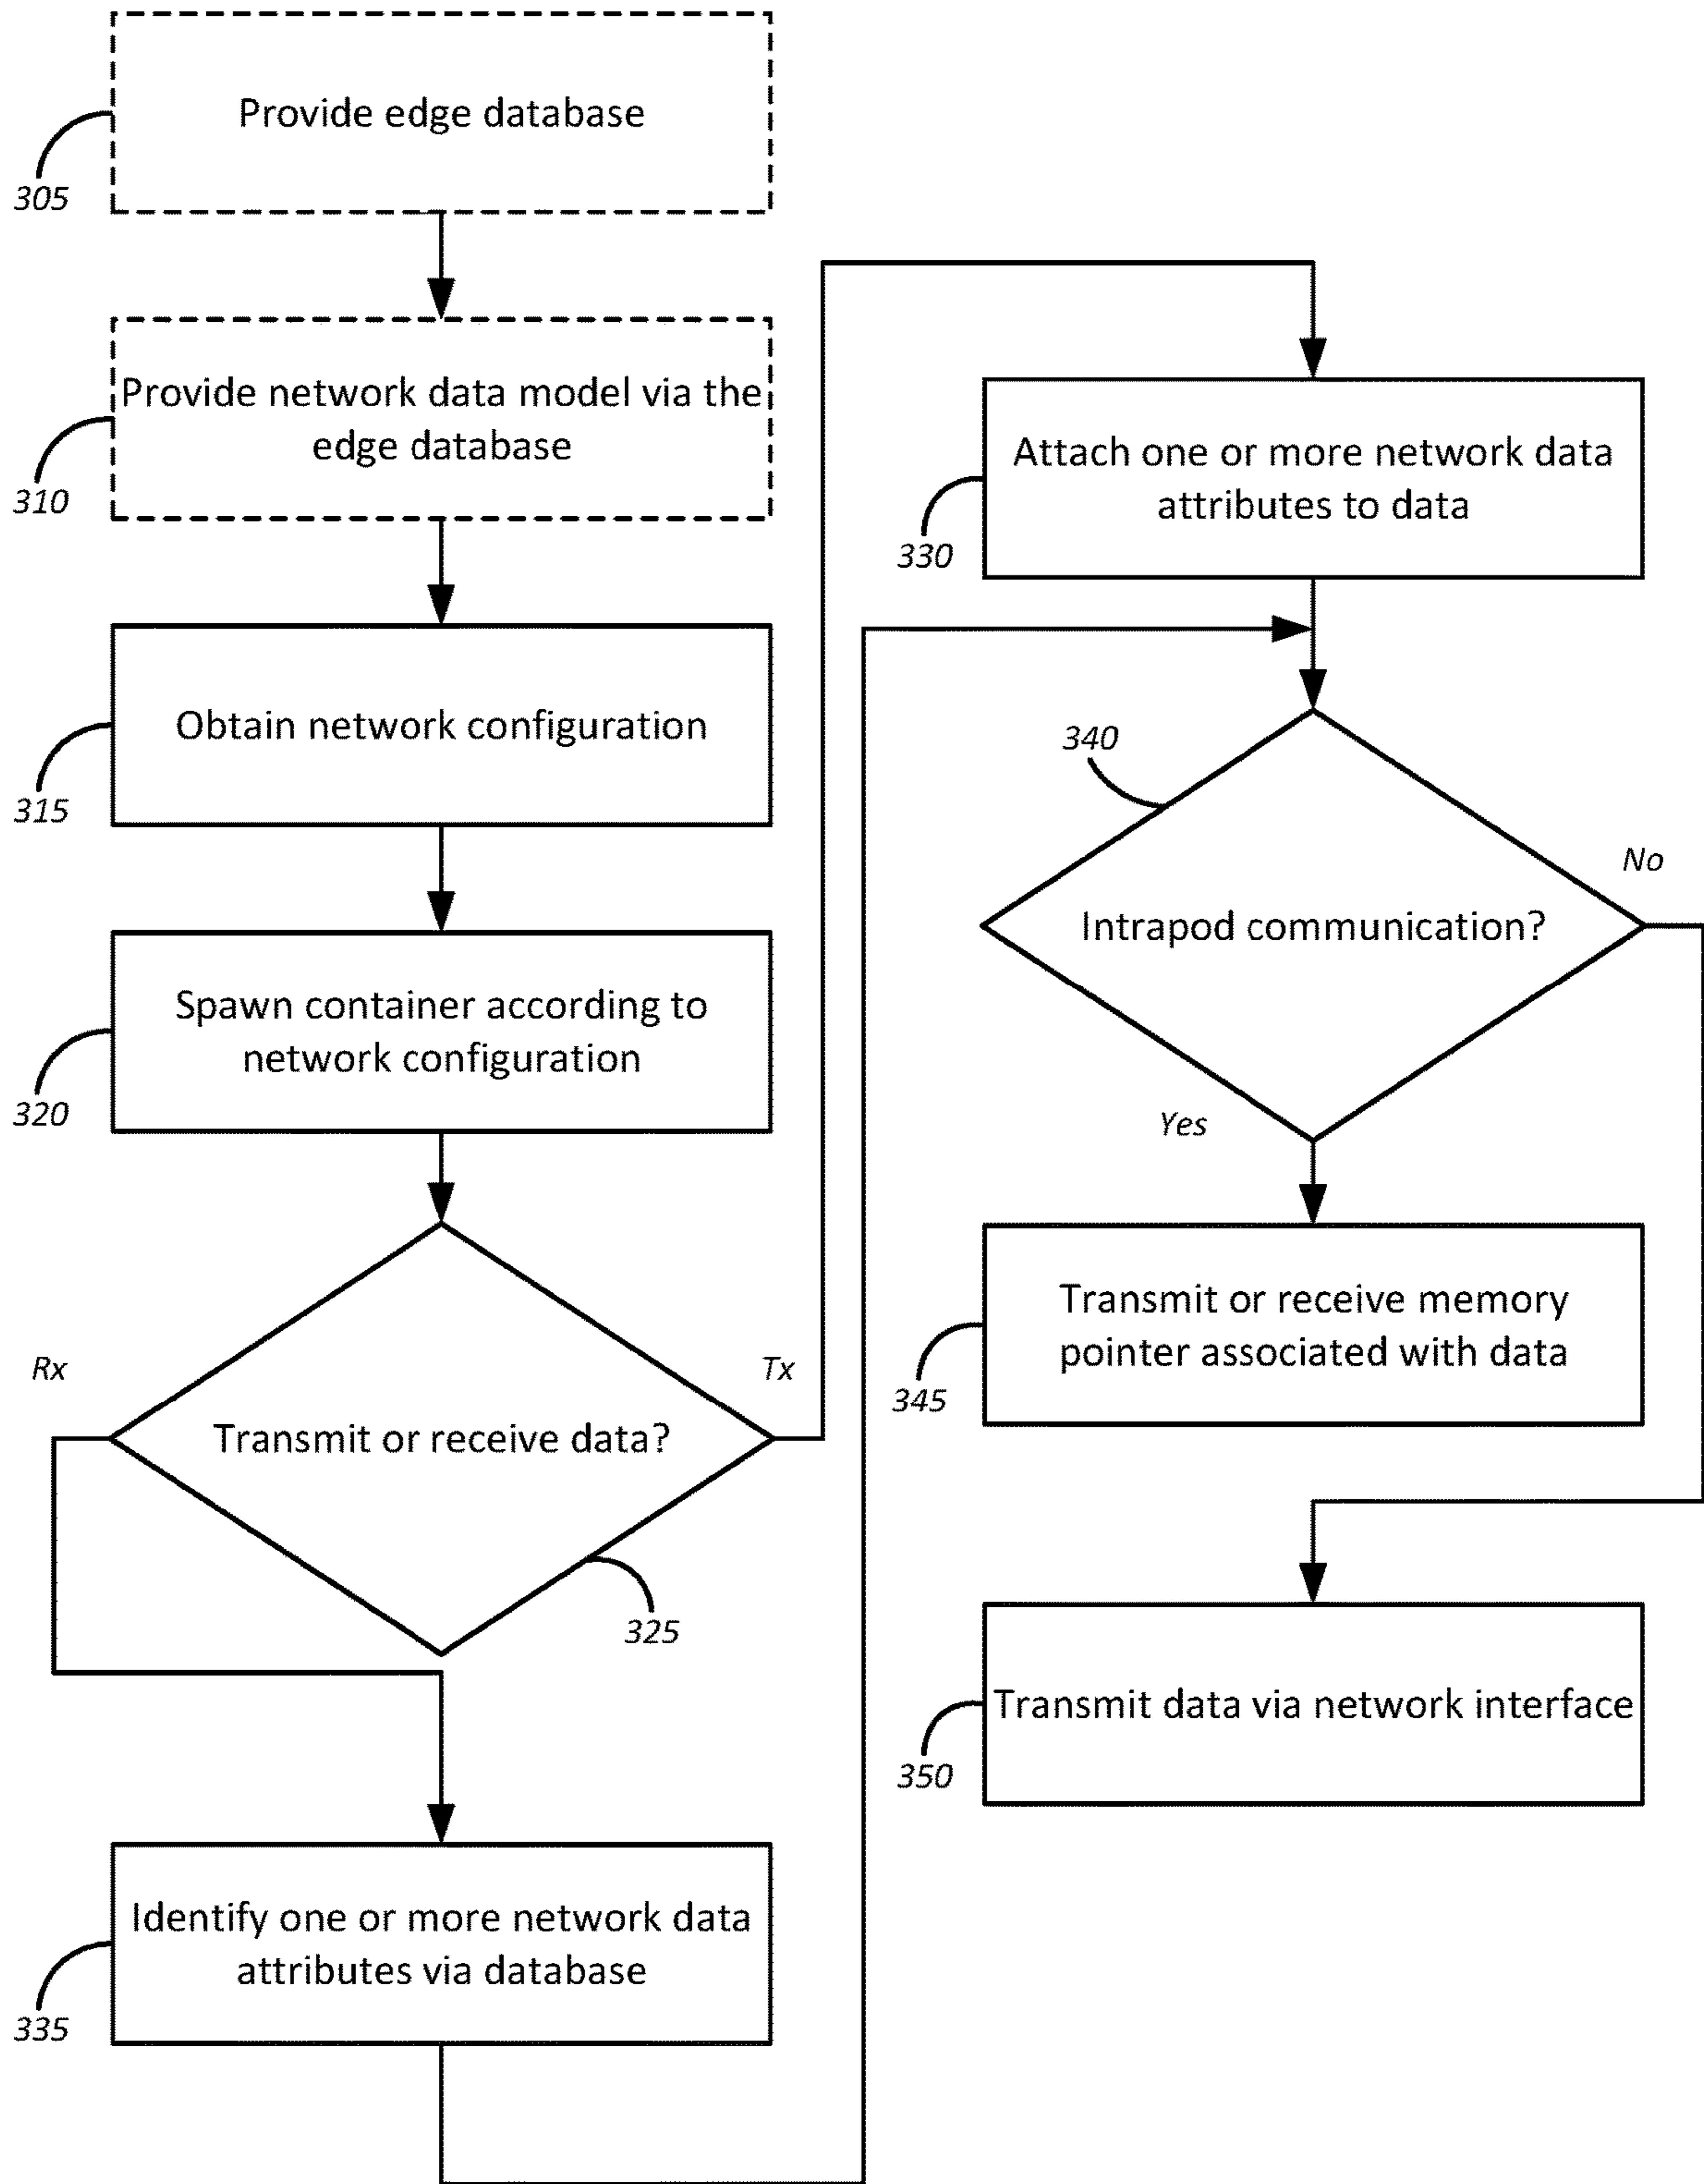 Provide edge database
305
Provide network data model via the
edge database
310
Obtain network configuration
315
Spawn container according to
network configuration
320
Rx
Tx
Transmit or receive data?
325
Identify one or more network data
attributes via database
335
Attach one or more network data
attributes to data
330
340
No
Intrapod communication?
Yes
Transmit or receive memory
pointer associated with data
345
Transmit data via network interface
350